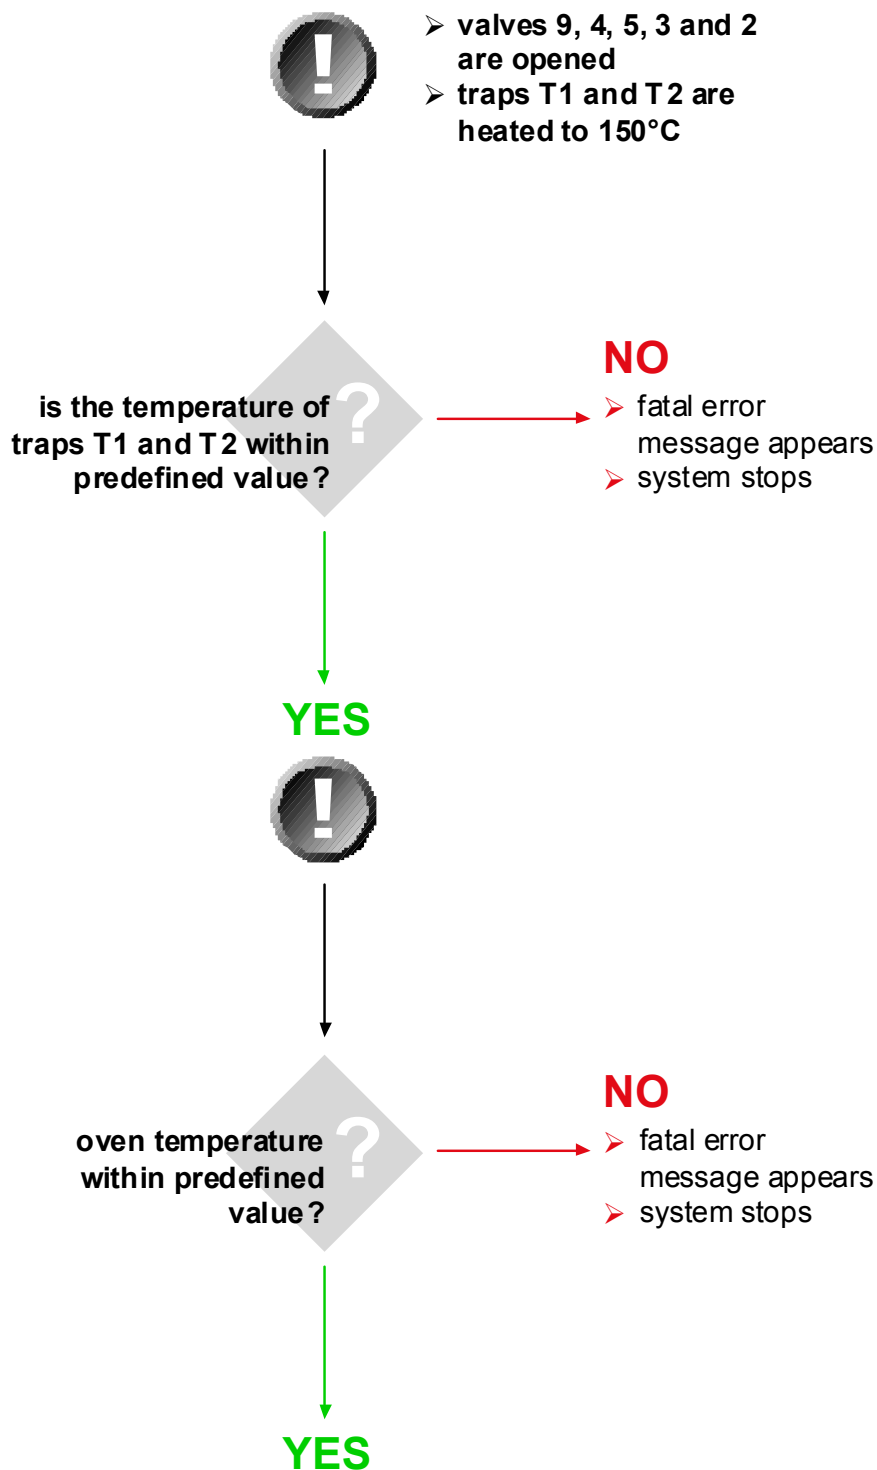 !
➢ valves 9, 4, 5, 3 and 2
are opened
➢ traps T1 and T2 are
heated to 150°C
?
is the temperature of
traps T1 and T2 within
predefined value?
NO
➢ fatal error
message appears
➢ system stops
YES
!
?
oven temperature
within predefined
value?
NO
➢ fatal error
message appears
➢ system stops
YES